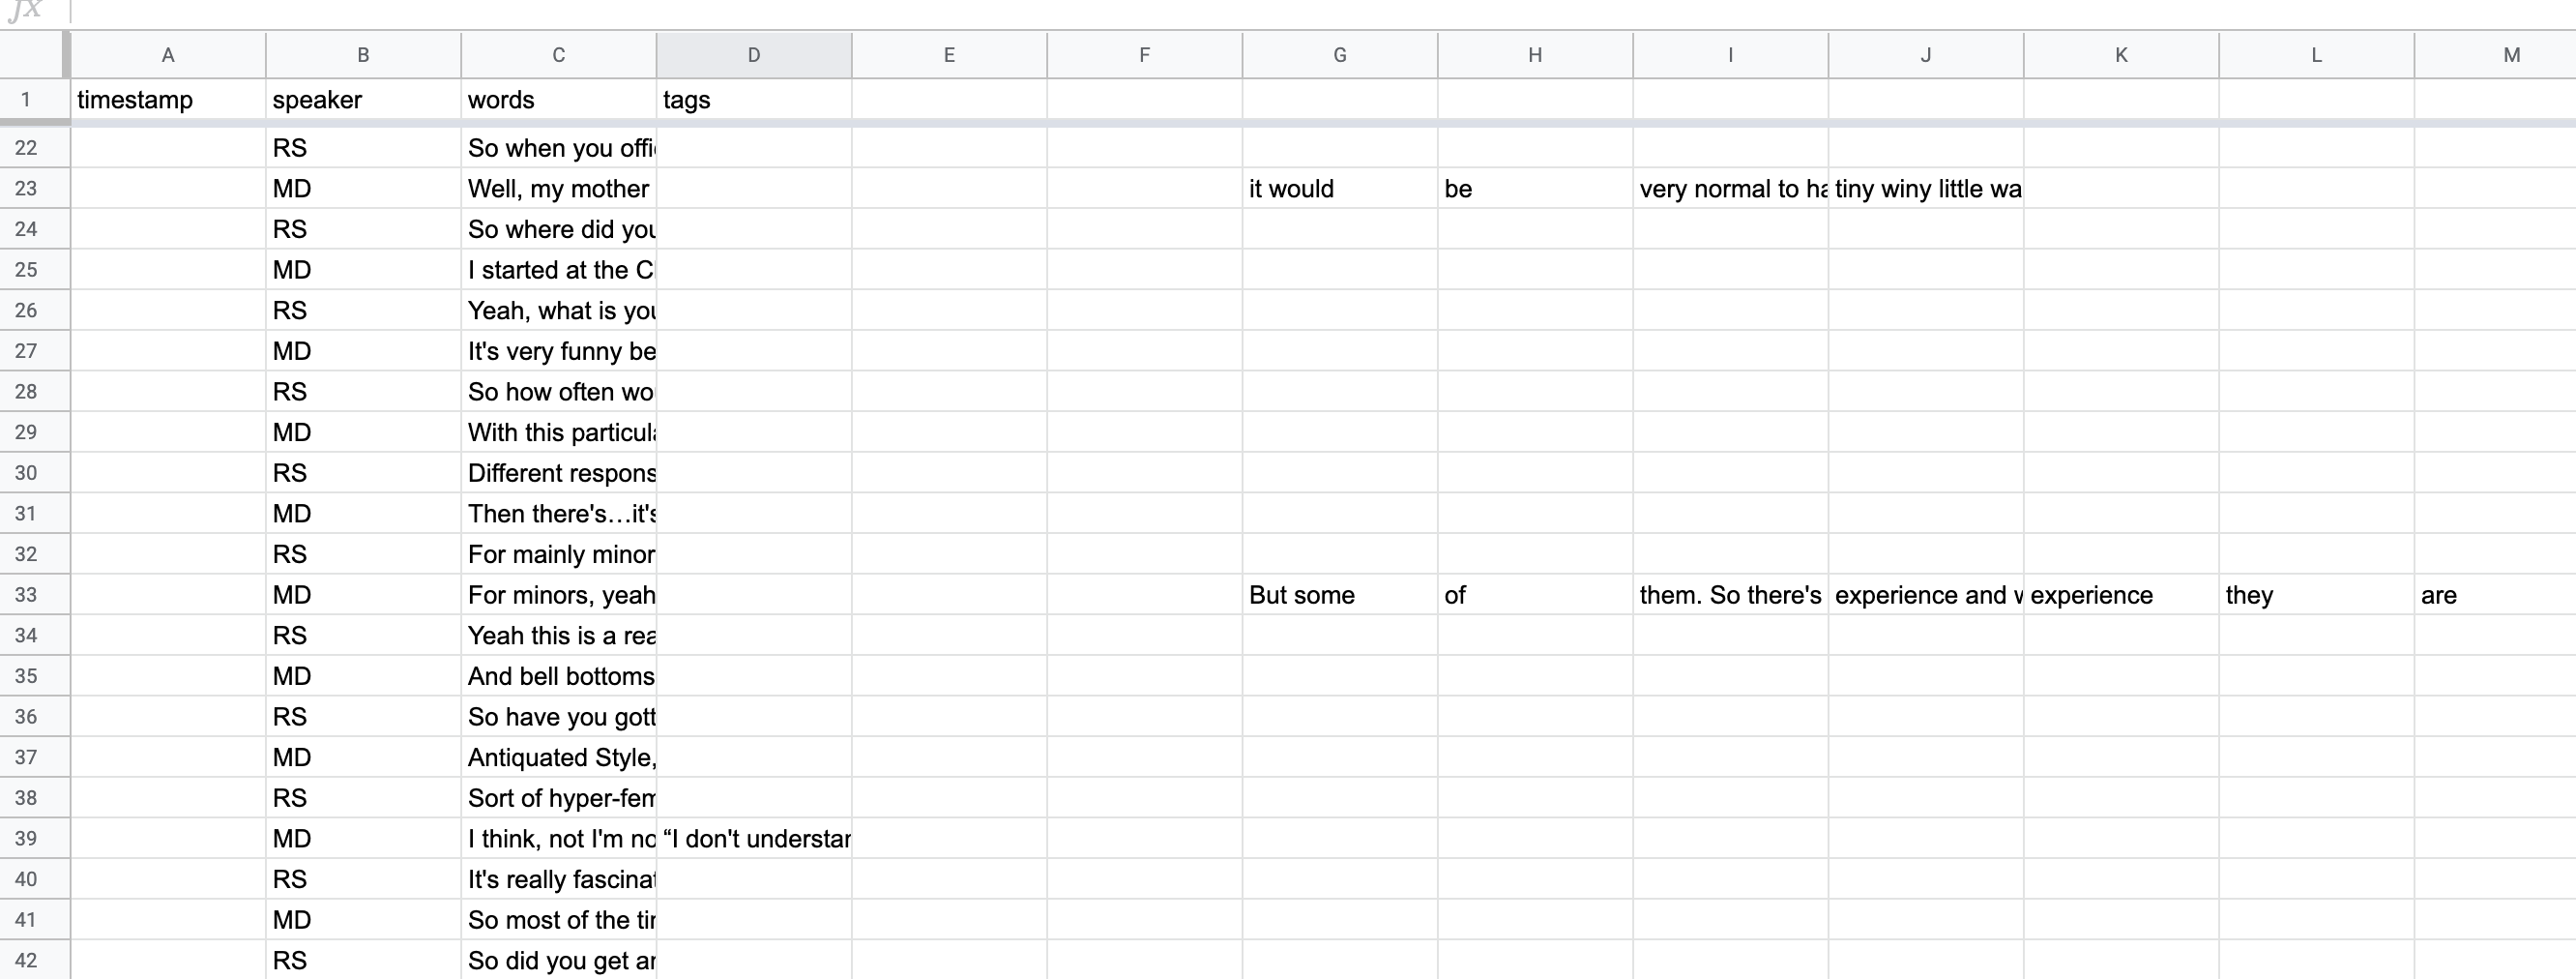 fx
A B C D E F G H I J K L M
1 timestamp speaker words tags
22 RS So when you offi
23 MD Well, my mother it would be very normal to ha tiny winy little wa
24 RS So where did you
25 MD I started at the C
26 RS Yeah, what is you
27 MD It's very funny be
28 RS So how often wo
29 MD With this particula
30 RS Different respons
31 MD Then there's…it's
32 RS For mainly minor
33 MD For minors, yeah But some of them. So there's experience and w experience they are
34 RS Yeah this is a rea
35 MD And bell bottoms
36 RS So have you gott
37 MD Antiquated Style,
38 RS Sort of hyper-fem
39 MD I think, not I'm no “I don't understan
40 RS It's really fascinat
41 MD So most of the tim
42 RS So did you get an